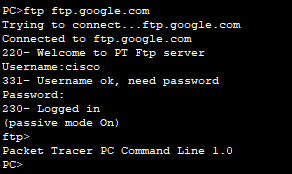 PC>ftp ftp.google.com
Trying to connect...ftp.google.com
Connected to ftp.google.com
220- Welcome to PT Ftp server
Username:cisco
331- Username ok, need password
Password:
230- Logged in
(passive mode On)
ftp>
Packet Tracer PC Command Line 1.0
PC>